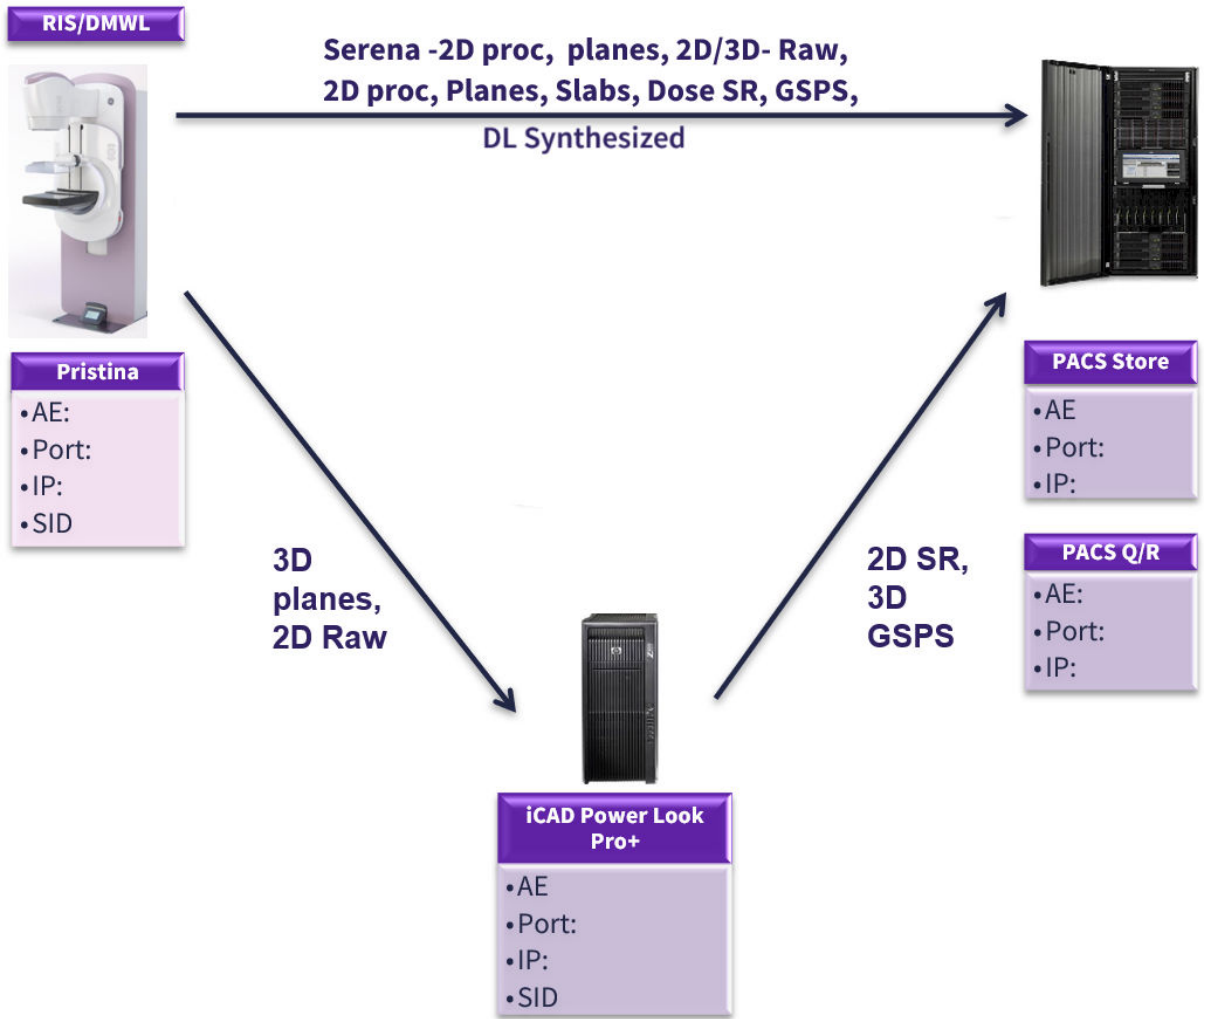 RIS/DMWL
Serena -2D proc, planes, 2D/3D- Raw,
2D proc, Planes, Slabs, Dose SR, GSPS,
DL Synthesized
Pristina
•AE:
•Port:
•IP:
•SID
PACS Store
•AE
•Port:
•IP:
PACS Q/R
•AE:
•Port:
•IP:
3D
planes,
2D Raw
2D SR,
3D
GSPS
iCAD Power Look
Pro+
•AE
•Port:
•IP:
•SID